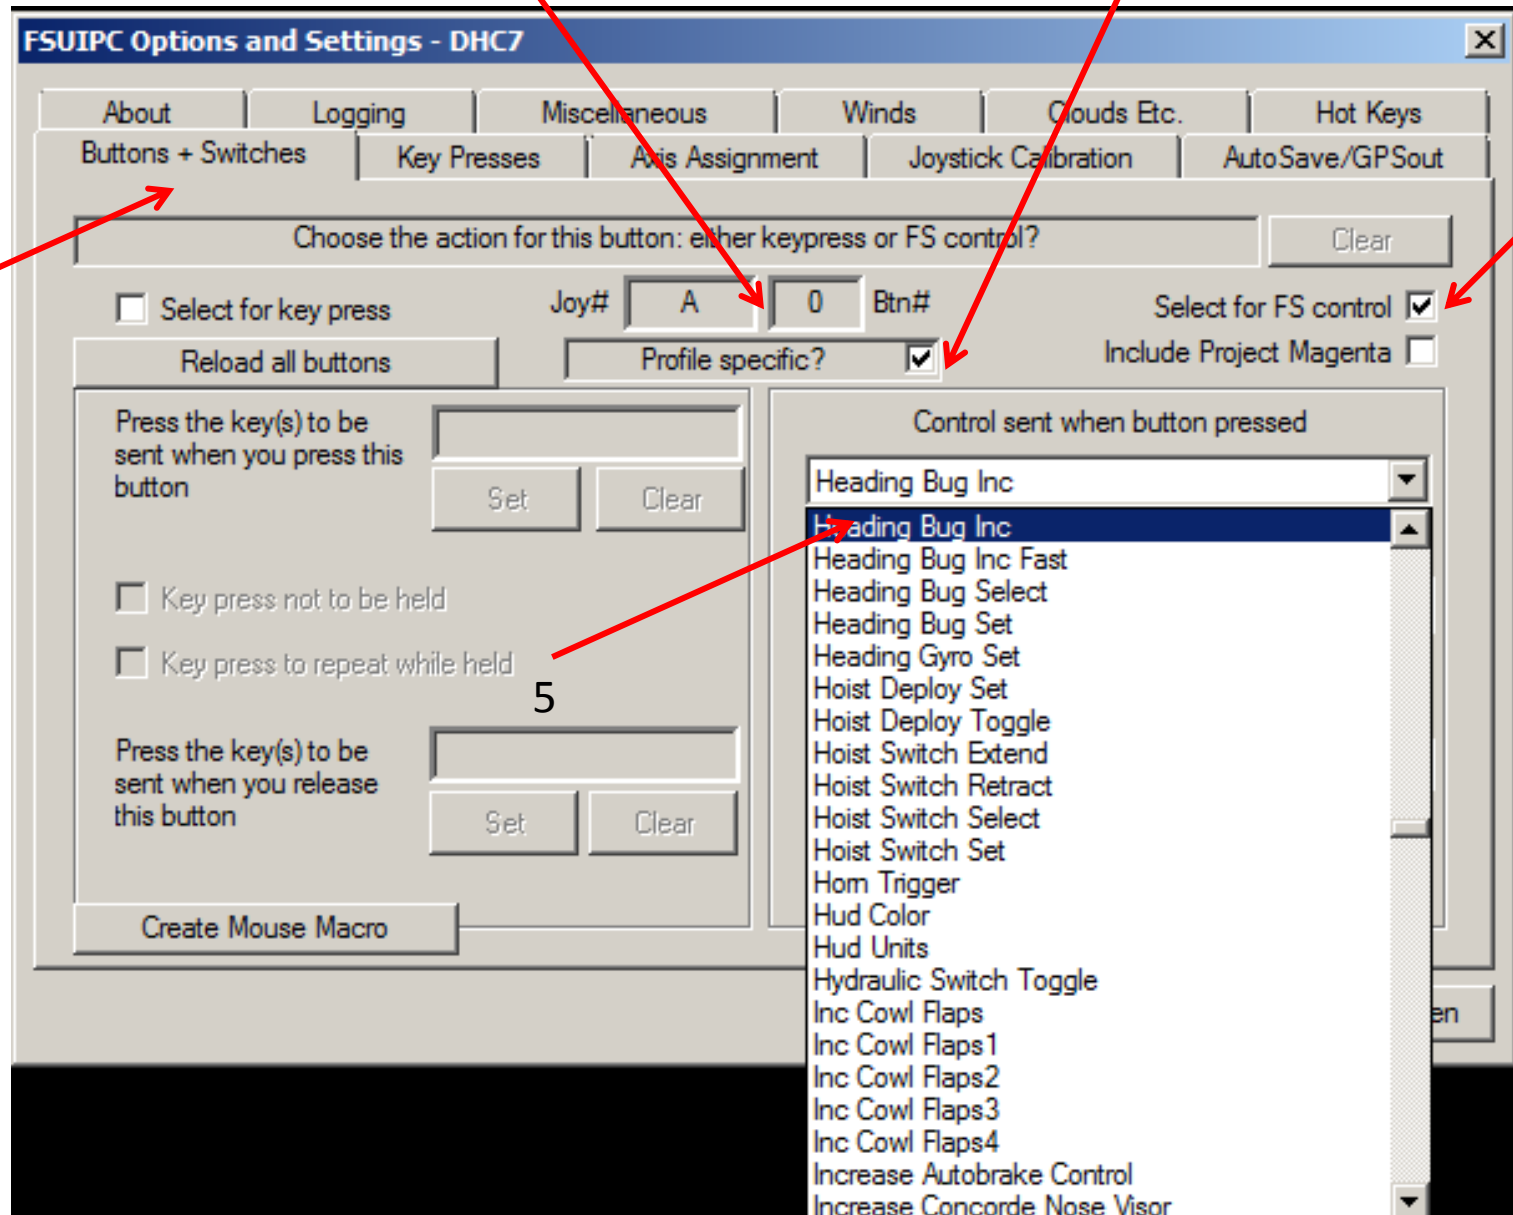 FSUIPC Options and Settings - DHC7
About
Logging
Miscellaneous
Winds
Clouds Etc.
Hot Keys
Buttons + Switches
Key Presses
Axis Assignment
Joystick Calibration
AutoSave/GPSout
Choose the action for this button: either keypress or FS control?
Clear
Select for key press
Joy#
A
0
Btn#
Select for FS control
Reload all buttons
Profile specific?
Include Project Magenta
Press the key(s) to be
sent when you press this
button
Set
Clear
Key press not to be held
Key press to repeat while held
5
Press the key(s) to be
sent when you release
this button
Set
Clear
Create Mouse Macro
Control sent when button pressed
Heading Bug Inc
Heading Bug Inc
Heading Bug Inc Fast
Heading Bug Select
Heading Bug Set
Heading Gyro Set
Hoist Deploy Set
Hoist Deploy Toggle
Hoist Switch Extend
Hoist Switch Retract
Hoist Switch Select
Hoist Switch Set
Horn Trigger
Hud Color
Hud Units
Hydraulic Switch Toggle
Inc Cowl Flaps
Inc Cowl Flaps1
Inc Cowl Flaps2
Inc Cowl Flaps3
Inc Cowl Flaps4
Increase Autobrake Control
Increase Concorde Nose Visor
en